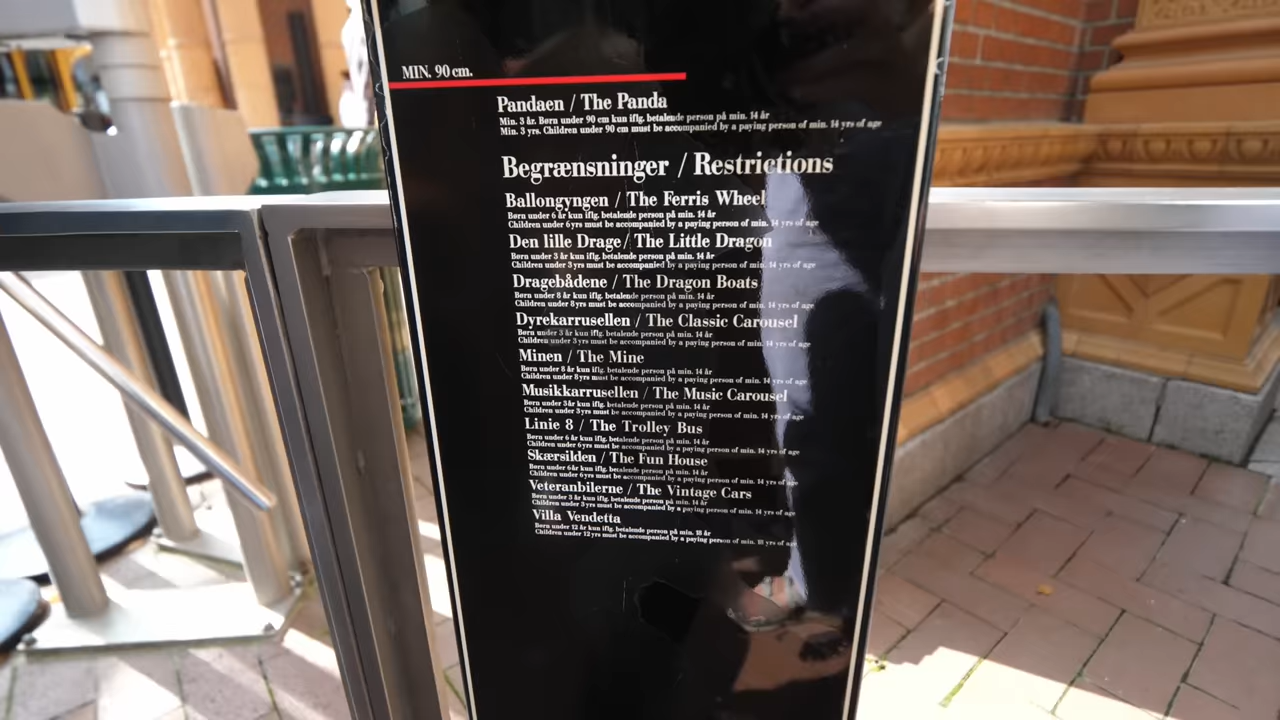 MIN. 90 cm.
Pandaen / The Panda
Min. 3 år. Børn under 90 cm kun iflg. betalende person på min. 14 år
Min. 3 yrs. Children under 90 cm must be accompanied by a paying person of min. 14 yrs of age
Begrænsninger / Restrictions
Ballongyngen / The Ferris Wheel
Børn under 6 år kun iflg. betalende person på min. 14 år
Children under 6 yrs must be accompanied by a paying person of min. 14 yrs of age
Den lille Drage / The Little Dragon
Børn under 3 år kun iflg. betalende person på min. 14 år
Children under 3 yrs must be accompanied by a paying person of min. 14 yrs of age
Dragebådene / The Dragon Boats
Børn under 8 år kun iflg. betalende person på min. 14 år
Children under 8 yrs must be accompanied by a paying person of min. 14 yrs of age
Dyrekarrusellen / The Classic Carousel
Børn under 3 år kun iflg. betalende person på min. 14 år
Children under 3 yrs must be accompanied by a paying person of min. 14 yrs of age
Minen / The Mine
Børn under 8 år kun iflg. betalende person på min. 14 år
Children under 8 yrs must be accompanied by a paying person of min. 14 yrs of age
Musikkarrusellen / The Music Carousel
Børn under 3 år kun iflg. betalende person på min. 14 år
Children under 3 yrs must be accompanied by a paying person of min. 14 yrs of age
Linie 8 / The Trolley Bus
Børn under 6 år kun iflg. betalende person på min. 14 år
Children under 6 yrs must be accompanied by a paying person of min. 14 yrs of age
Skærsilden / The Fun House
Børn under 6 år kun iflg. betalende person på min. 14 år
Children under 6 yrs must be accompanied by a paying person of min. 14 yrs of age
Veteranbilerne / The Vintage Cars
Børn under 3 år kun iflg. betalende person på min. 14 år
Children under 3 yrs must be accompanied by a paying person of min. 14 yrs of age
Villa Vendetta
Børn under 12 år kun iflg. betalende person på min. 18 år
Children under 12 yrs must be accompanied by a paying person of min. 18 yrs of age